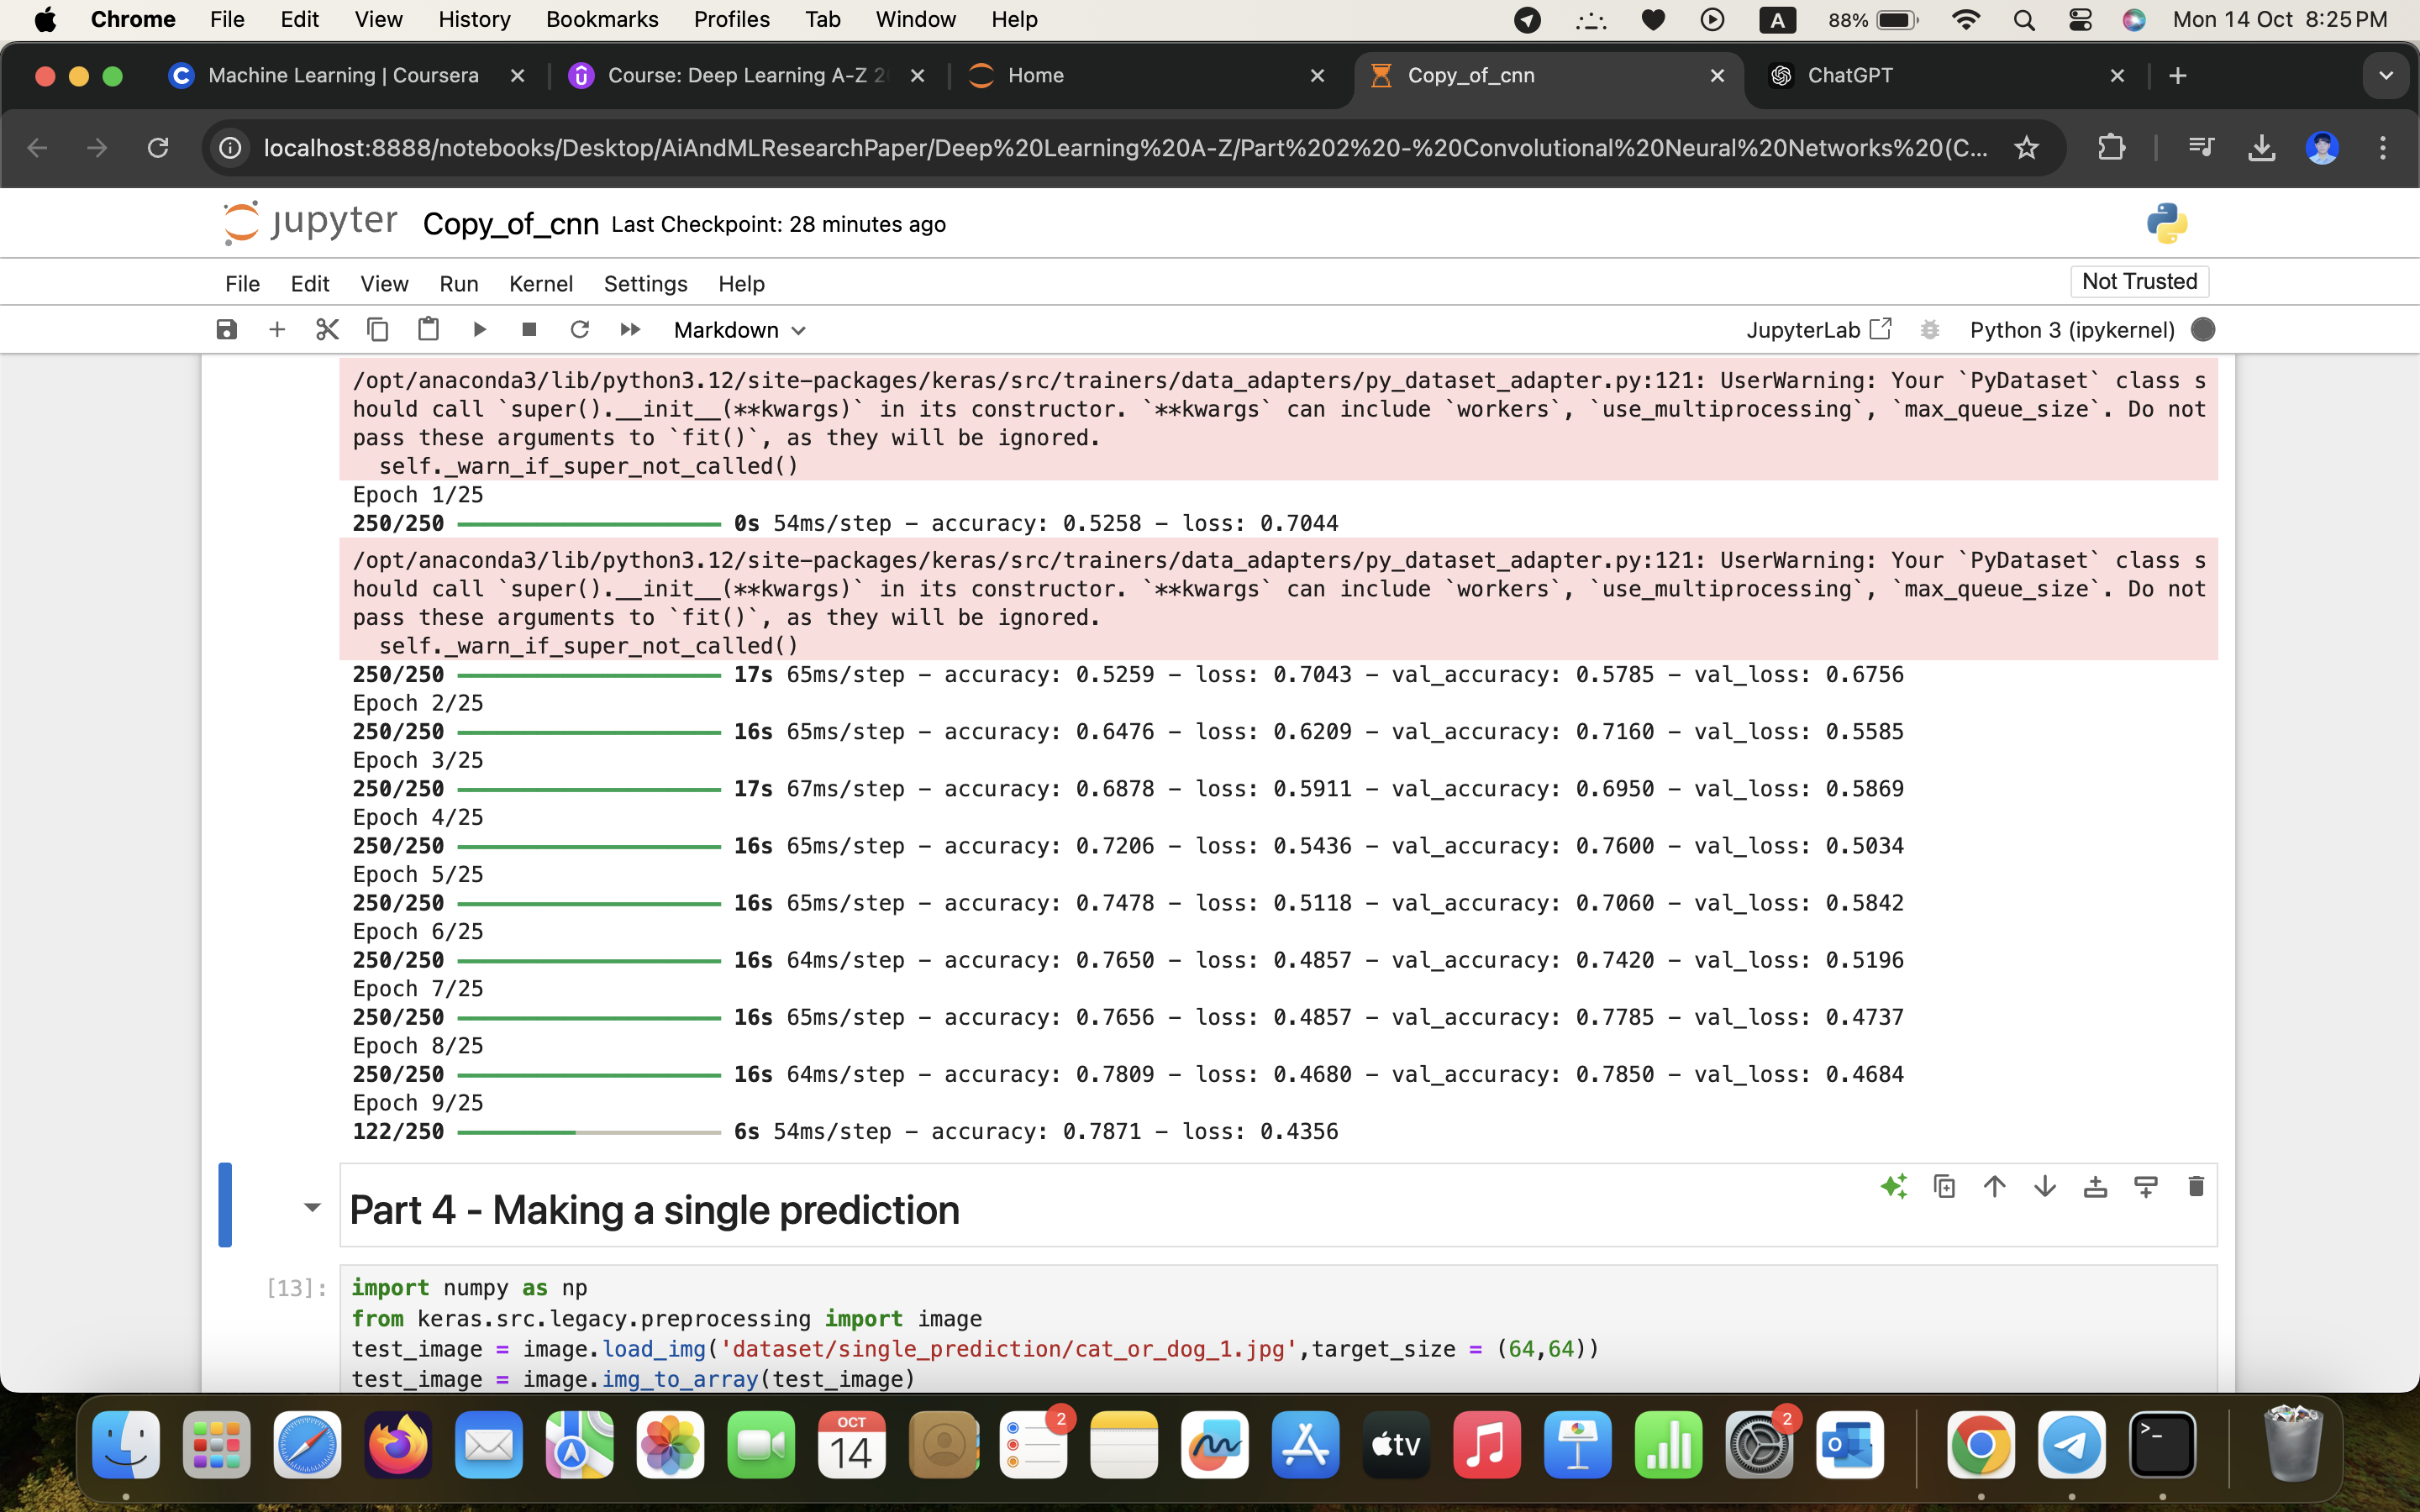 Chrome File Edit View History Bookmarks Profiles Tab Window Help A 88% Mon 14 Oct 8:25 PM
Machine Learning | Coursera Course: Deep Learning A-Z 2 Home Copy_of_cnn ChatGPT
localhost:8888/notebooks/Desktop/AiAndMLResearchPaper/Deep%20Learning%20A-Z/Part%202%20-%20Convolutional%20Neural%20Networks%20(C...
jupyter Copy_of_cnn Last Checkpoint: 28 minutes ago
File Edit View Run Kernel Settings Help Not Trusted
Markdown JupyterLab Python 3 (ipykernel)
/opt/anaconda3/lib/python3.12/site-packages/keras/src/trainers/data_adapters/py_dataset_adapter.py:121: UserWarning: Your `PyDataset` class s
hould call `super().__init__(**kwargs)` in its constructor. `**kwargs` can include `workers`, `use_multiprocessing`, `max_queue_size`. Do not
pass these arguments to `fit()`, as they will be ignored.
self._warn_if_super_not_called()
Epoch 1/25
250/250 0s 54ms/step - accuracy: 0.5258 - loss: 0.7044
/opt/anaconda3/lib/python3.12/site-packages/keras/src/trainers/data_adapters/py_dataset_adapter.py:121: UserWarning: Your `PyDataset` class s
hould call `super().__init__(**kwargs)` in its constructor. `**kwargs` can include `workers`, `use_multiprocessing`, `max_queue_size`. Do not
pass these arguments to `fit()`, as they will be ignored.
self._warn_if_super_not_called()
250/250 17s 65ms/step - accuracy: 0.5259 - loss: 0.7043 - val_accuracy: 0.5785 - val_loss: 0.6756
Epoch 2/25
250/250 16s 65ms/step - accuracy: 0.6476 - loss: 0.6209 - val_accuracy: 0.7160 - val_loss: 0.5585
Epoch 3/25
250/250 17s 67ms/step - accuracy: 0.6878 - loss: 0.5911 - val_accuracy: 0.6950 - val_loss: 0.5869
Epoch 4/25
250/250 16s 65ms/step - accuracy: 0.7206 - loss: 0.5436 - val_accuracy: 0.7600 - val_loss: 0.5034
Epoch 5/25
250/250 16s 65ms/step - accuracy: 0.7478 - loss: 0.5118 - val_accuracy: 0.7060 - val_loss: 0.5842
Epoch 6/25
250/250 16s 64ms/step - accuracy: 0.7650 - loss: 0.4857 - val_accuracy: 0.7420 - val_loss: 0.5196
Epoch 7/25
250/250 16s 65ms/step - accuracy: 0.7656 - loss: 0.4857 - val_accuracy: 0.7785 - val_loss: 0.4737
Epoch 8/25
250/250 16s 64ms/step - accuracy: 0.7809 - loss: 0.4680 - val_accuracy: 0.7850 - val_loss: 0.4684
Epoch 9/25
122/250 6s 54ms/step - accuracy: 0.7871 - loss: 0.4356
Part 4 - Making a single prediction
[13]: import numpy as np
from keras.src.legacy.preprocessing import image
test_image = image.load_img('dataset/single_prediction/cat_or_dog_1.jpg',target_size = (64,64))
test_image = image.img_to_array(test_image)
OCT
14
2
tv
2